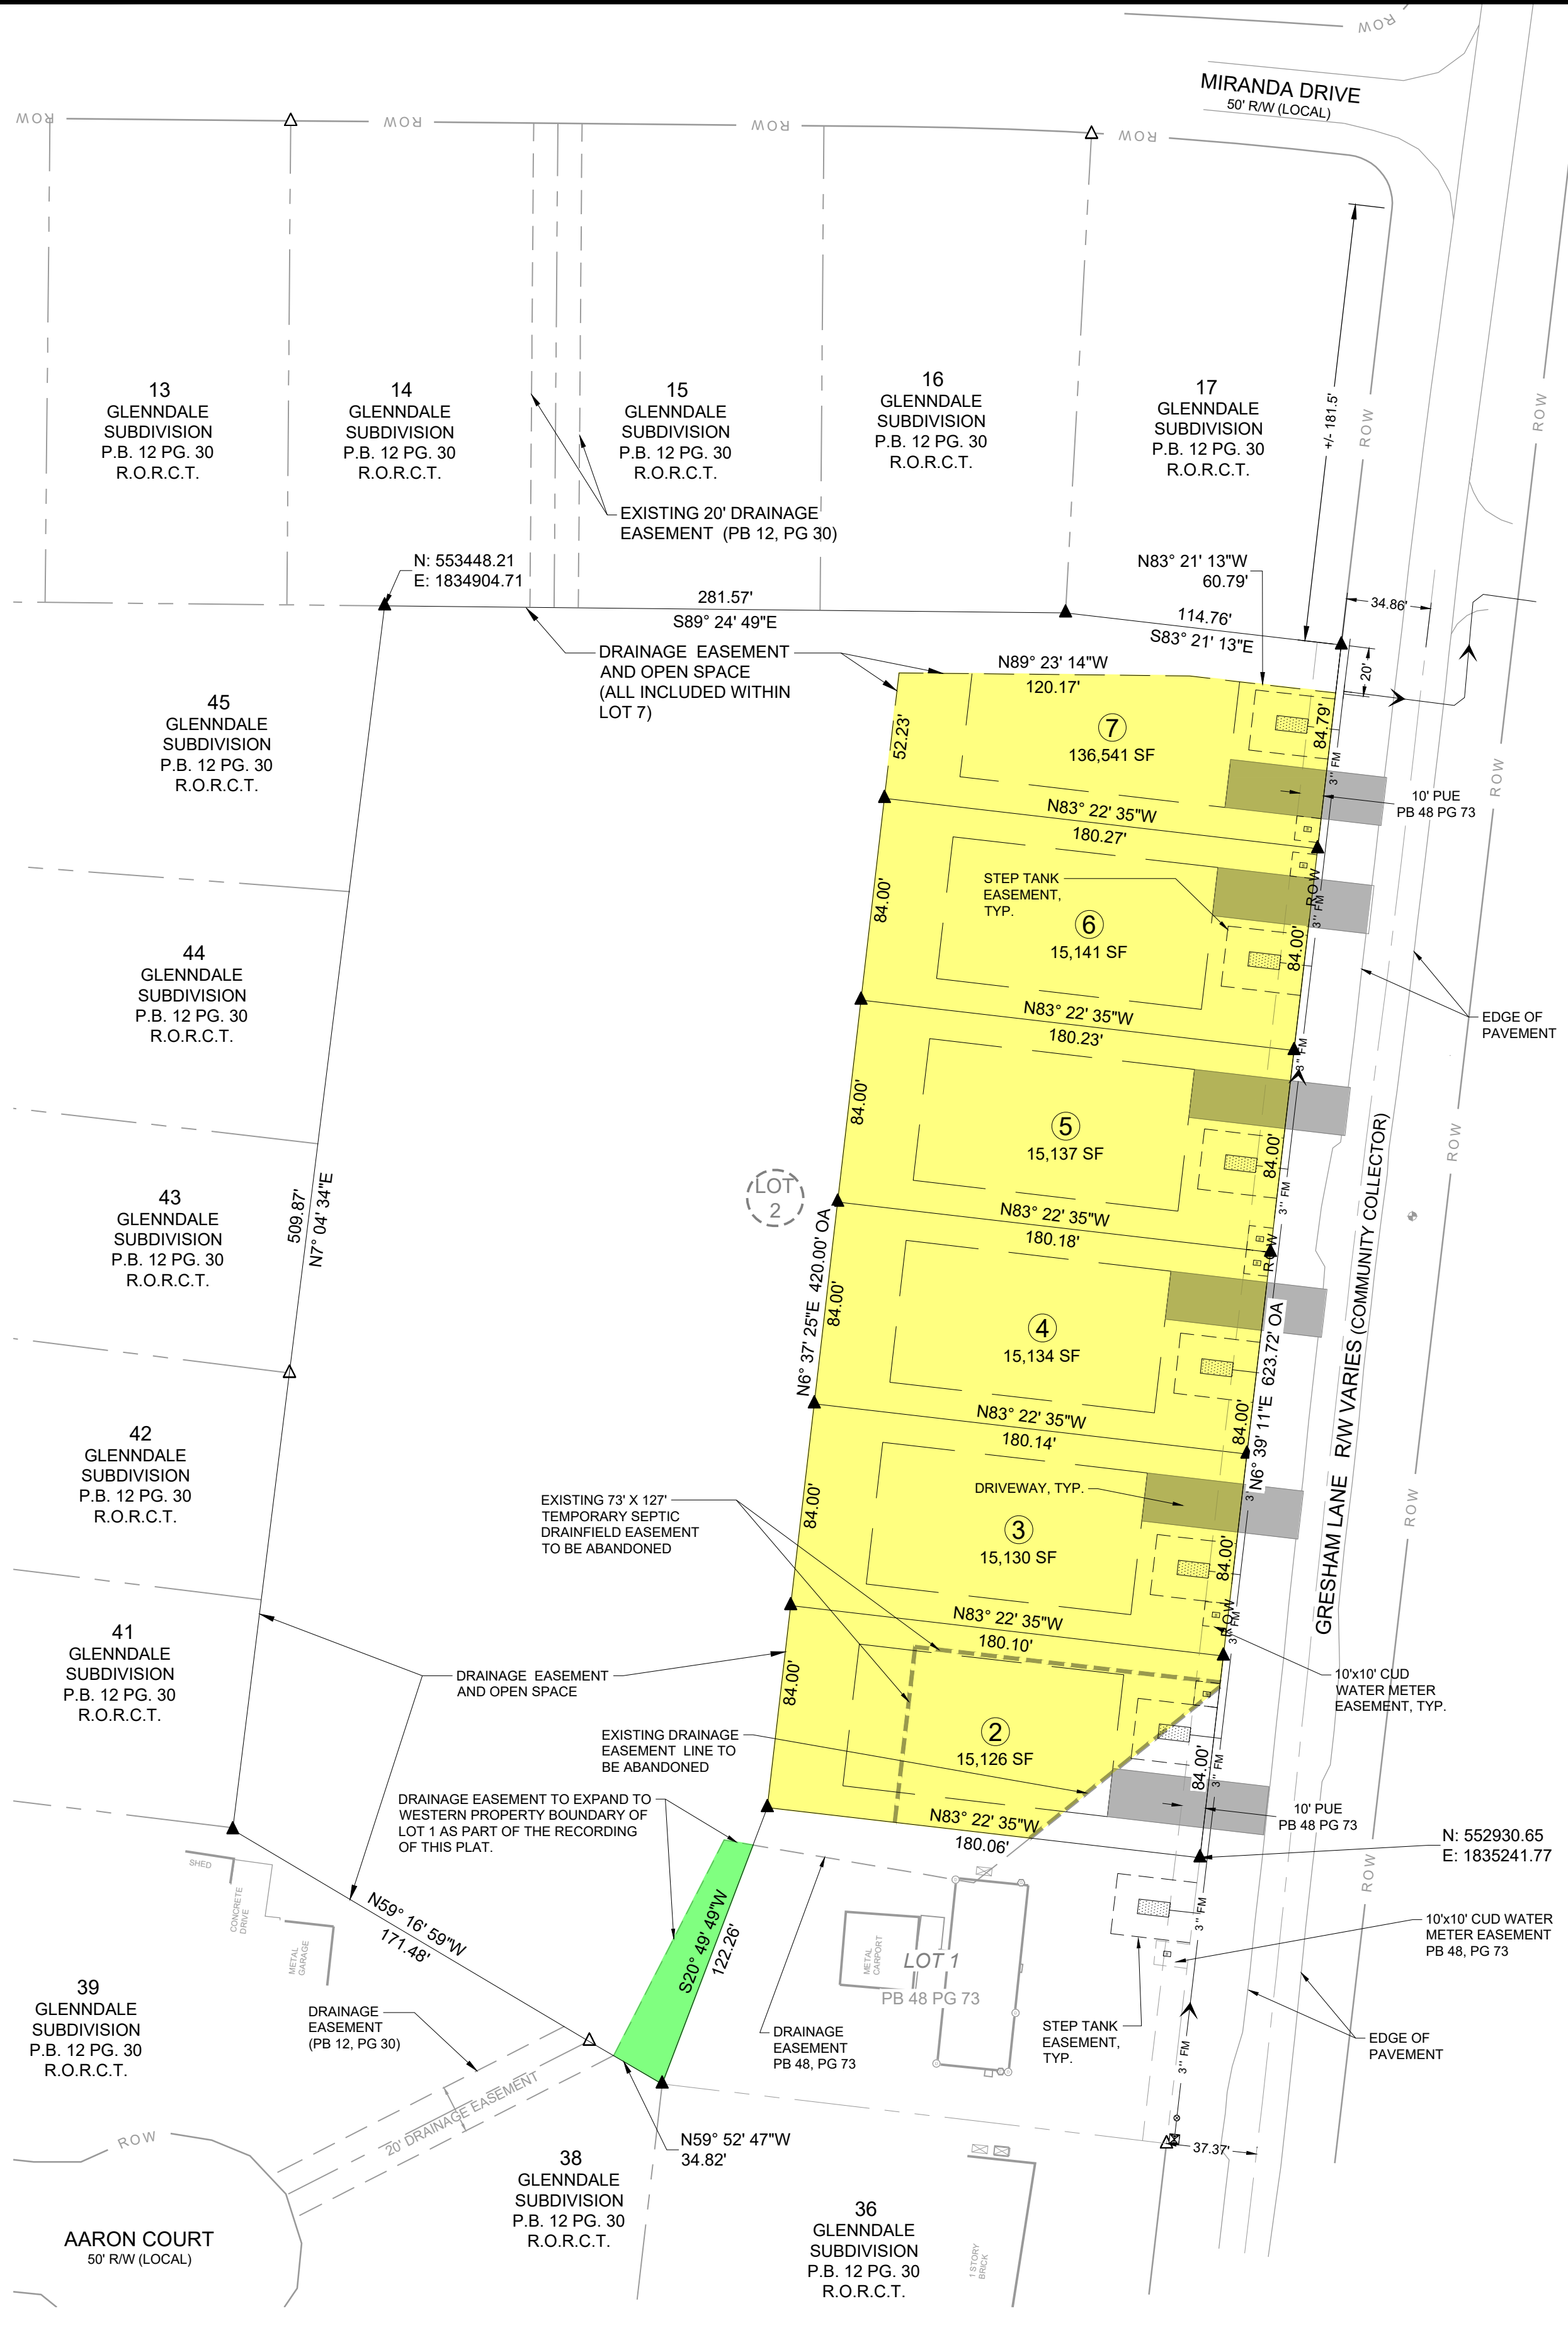 ROW
MIRANDA DRIVE
50' R/W (LOCAL)
ROW
ROW
ROW
ROW
13
GLENNDALE
SUBDIVISION
P.B. 12 PG. 30
R.O.R.C.T.
14
GLENNDALE
SUBDIVISION
P.B. 12 PG. 30
R.O.R.C.T.
15
GLENNDALE
SUBDIVISION
P.B. 12 PG. 30
R.O.R.C.T.
16
GLENNDALE
SUBDIVISION
P.B. 12 PG. 30
R.O.R.C.T.
17
GLENNDALE
SUBDIVISION
P.B. 12 PG. 30
R.O.R.C.T.
+/- 181.5'
ROW
ROW
EXISTING 20' DRAINAGE
EASEMENT (PB 12, PG 30)
N: 553448.21
E: 1834904.71
N83° 21' 13"W
60.79'
281.57'
S89° 24' 49"E
114.76'
S83° 21' 13"E
34.86'
20'
DRAINAGE EASEMENT
AND OPEN SPACE
(ALL INCLUDED WITHIN
LOT 7)
N89° 23' 14"W
120.17'
52.23'
7
136,541 SF
84.79'
3" FM
10' PUE
PB 48 PG 73
ROW
45
GLENNDALE
SUBDIVISION
P.B. 12 PG. 30
R.O.R.C.T.
N83° 22' 35"W
180.27'
84.00'
STEP TANK
EASEMENT,
TYP.
6
15,141 SF
84.00'
ROW
3" FM
44
GLENNDALE
SUBDIVISION
P.B. 12 PG. 30
R.O.R.C.T.
N83° 22' 35"W
180.23'
EDGE OF
PAVEMENT
3" FM
84.00'
5
15,137 SF
84.00'
3" FM
ROW
LOT
2
43
GLENNDALE
SUBDIVISION
P.B. 12 PG. 30
R.O.R.C.T.
509.87'
N7° 04' 34"E
N83° 22' 35"W
180.18'
ROW
N6° 37' 25"E 420.00' OA
84.00'
4
15,134 SF
84.00'
N6° 39' 11"E 623.72' OA
GRESHAM LANE R/W VARIES (COMMUNITY COLLECTOR)
42
GLENNDALE
SUBDIVISION
P.B. 12 PG. 30
R.O.R.C.T.
N83° 22' 35"W
180.14'
EXISTING 73' X 127'
TEMPORARY SEPTIC
DRAINFIELD EASEMENT
TO BE ABANDONED
84.00'
DRIVEWAY, TYP.
3
15,130 SF
84.00'
ROW
3" FM
ROW
41
GLENNDALE
SUBDIVISION
P.B. 12 PG. 30
R.O.R.C.T.
N83° 22' 35"W
180.10'
DRAINAGE EASEMENT
AND OPEN SPACE
84.00'
10'x10' CUD
WATER METER
EASEMENT, TYP.
EXISTING DRAINAGE
EASEMENT LINE TO
BE ABANDONED
2
15,126 SF
84.00'
3" FM
DRAINAGE EASEMENT TO EXPAND TO
WESTERN PROPERTY BOUNDARY OF
LOT 1 AS PART OF THE RECORDING
OF THIS PLAT.
N83° 22' 35"W
180.06'
10' PUE
PB 48 PG 73
N: 552930.65
E: 1835241.77
ROW
SHED
CONCRETE
DRIVE
METAL
GARAGE
N59° 16' 59"W
171.48'
S20° 49' 49"W
122.26'
METAL
CARPORT
LOT 1
PB 48 PG 73
3" FM
10'x10' CUD WATER
METER EASEMENT
PB 48, PG 73
39
GLENNDALE
SUBDIVISION
P.B. 12 PG. 30
R.O.R.C.T.
DRAINAGE
EASEMENT
(PB 12, PG 30)
DRAINAGE
EASEMENT
PB 48, PG 73
STEP TANK
EASEMENT,
TYP.
3" FM
EDGE OF
PAVEMENT
20' DRAINAGE EASEMENT
ROW
N59° 52' 47"W
34.82'
37.37'
38
GLENNDALE
SUBDIVISION
P.B. 12 PG. 30
R.O.R.C.T.
36
GLENNDALE
SUBDIVISION
P.B. 12 PG. 30
R.O.R.C.T.
1 STORY
BRICK
AARON COURT
50' R/W (LOCAL)